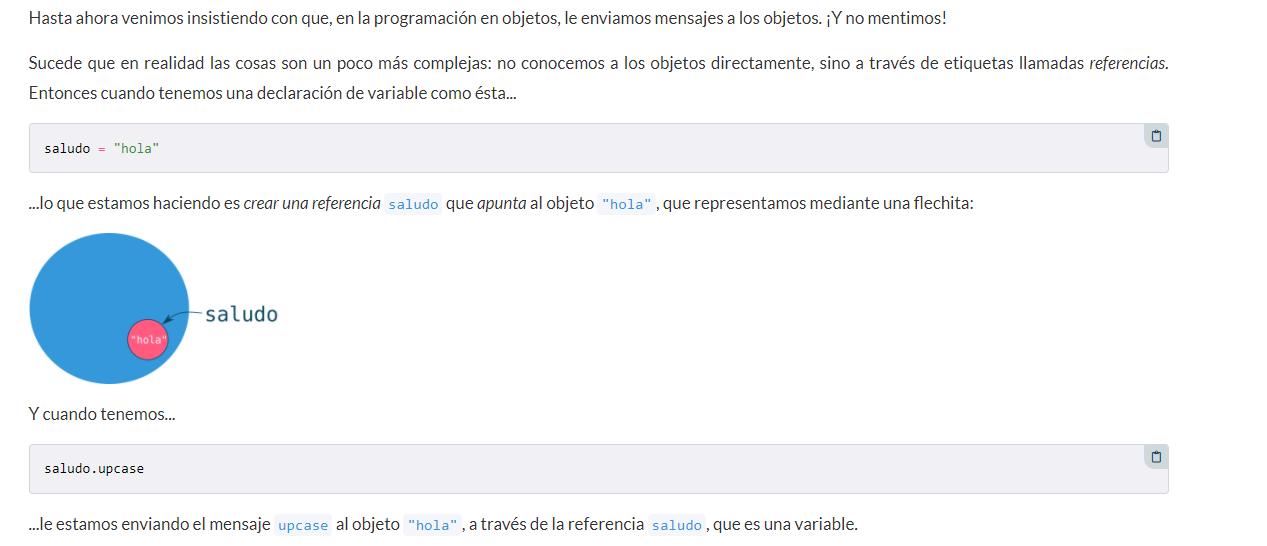 Hasta ahora venimos insistiendo con que, en la programación en objetos, le enviamos mensajes a los objetos. ¡Y no mentimos!
Sucede que en realidad las cosas son un poco más complejas: no conocemos a los objetos directamente, sino a través de etiquetas llamadas referencias.
Entonces cuando tenemos una declaración de variable como ésta...
saludo = "hola"
...lo que estamos haciendo es crear una referencia saludo que apunta al objeto "hola", que representamos mediante una flechita:
saludo
"hola"
Y cuando tenemos...
saludo.upcase
...le estamos enviando el mensaje upcase al objeto "hola", a través de la referencia saludo, que es una variable.